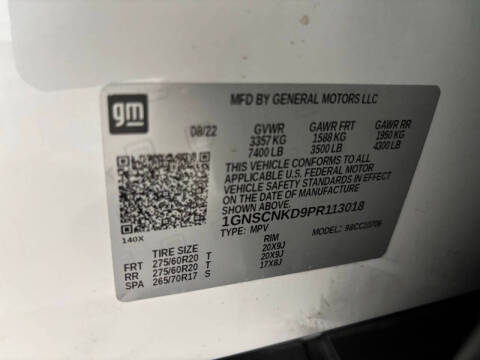 gm
MFD BY GENERAL MOTORS LLC
08/22 GVWR GAWR FRT GAWR RR
3357 KG 1588 KG 1950 KG
7400 LB 3500 LB 4300 LB
THIS VEHICLE CONFORMS TO ALL
APPLICABLE U.S. FEDERAL MOTOR
VEHICLE SAFETY STANDARDS IN EFFECT
ON THE DATE OF MANUFACTURE
1GNSCNKD9PR113018
140X TYPE: MPV MODEL:
TIRE SIZE RIM
FRT 275/60R20 T 20X9J
RR 275/60R20 T 20X9J
SPA 265/70R17 S 17X8J